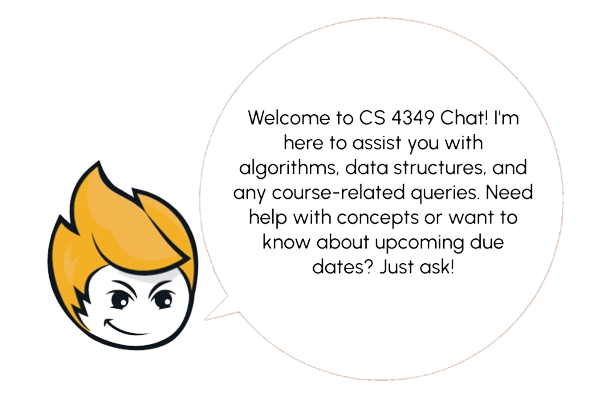 Welcome to CS 4349 Chat! I'm
here to assist you with
algorithms, data structures, and
any course-related queries. Need
help with concepts or want to
know about upcoming due
dates? Just ask!